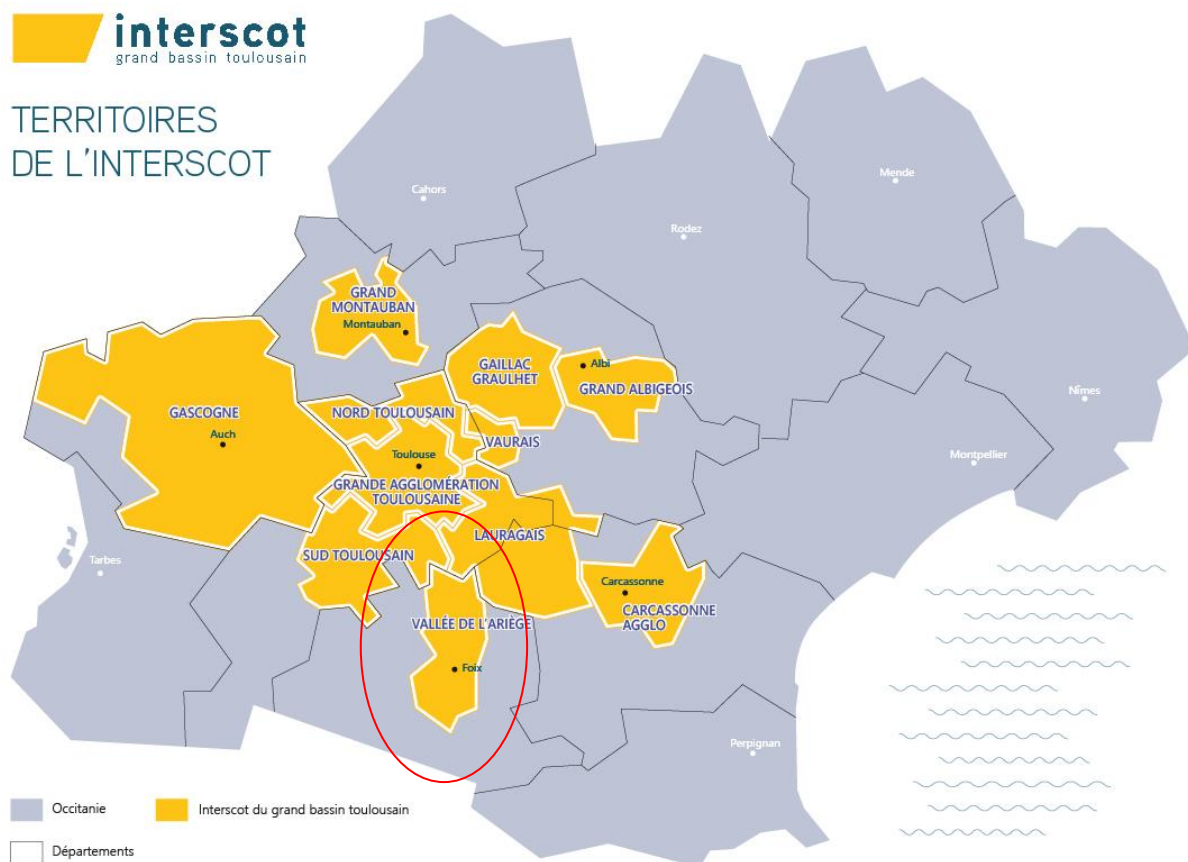 interscot
grand bassin toulousain
TERRITOIRES
DE L'INTERSCOT
Cahors
Mende
Rodez
GRAND
MONTAUBAN
Montauban
GAILLAC
GRAULHET
Albi
GRAND ALBIGEOIS
Nîmes
GASCOGNE
Auch
NORD TOULOUSAIN
VAURAIS
Toulouse
Montpellier
GRANDE AGGLOMÉRATION
TOULOUSAINE
LAURAGAIS
SUD TOULOUSAIN
Tarbes
Carcassonne
CARCASSONNE
AGGLO
VALLÉE DE L'ARIÈGE
Foix
Perpignan
Occitanie
Interscot du grand bassin toulousain
Départements